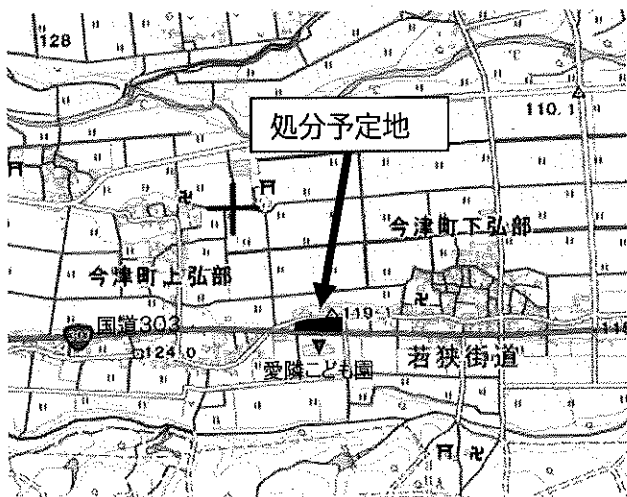 128
処分予定地
110.1
今津町下弘部
今津町上弘部
119.1
国道303
124.0
若狭街道
愛隣こども園